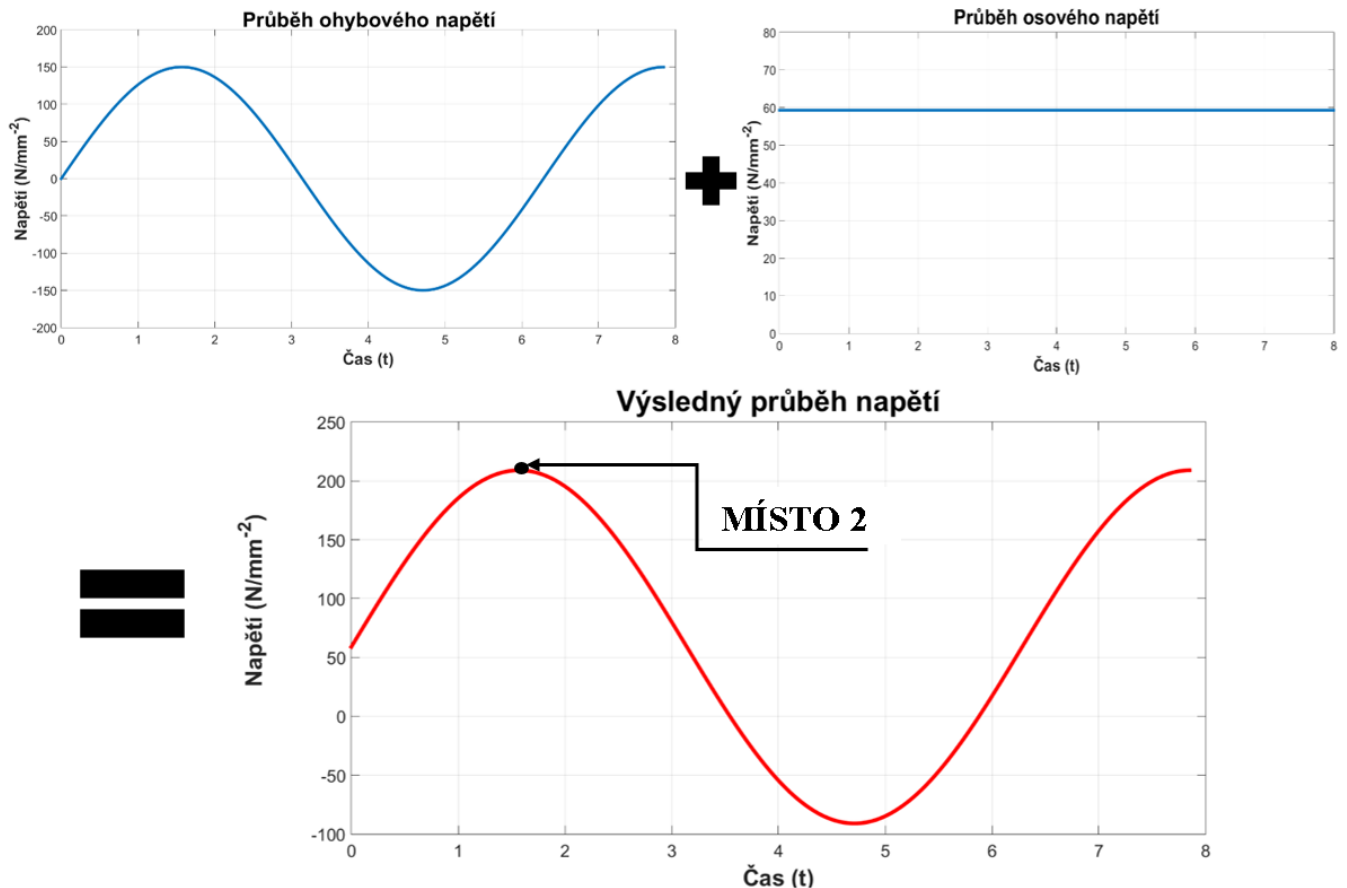 Průběh ohybového napětí
200
150
100
50
0
-50
-100
-150
-200
Napětí (N/mm⁻²)
0 1 2 3 4 5 6 7 8
Čas (t)
Průběh osového napětí
80
70
60
50
40
30
20
10
0
Napětí (N/mm⁻²)
0 1 2 3 4 5 6 7 8
Čas (t)
Výsledný průběh napětí
250
200
150
100
50
0
-50
-100
Napětí (N/mm⁻²)
MÍSTO 2
0 1 2 3 4 5 6 7 8
Čas (t)